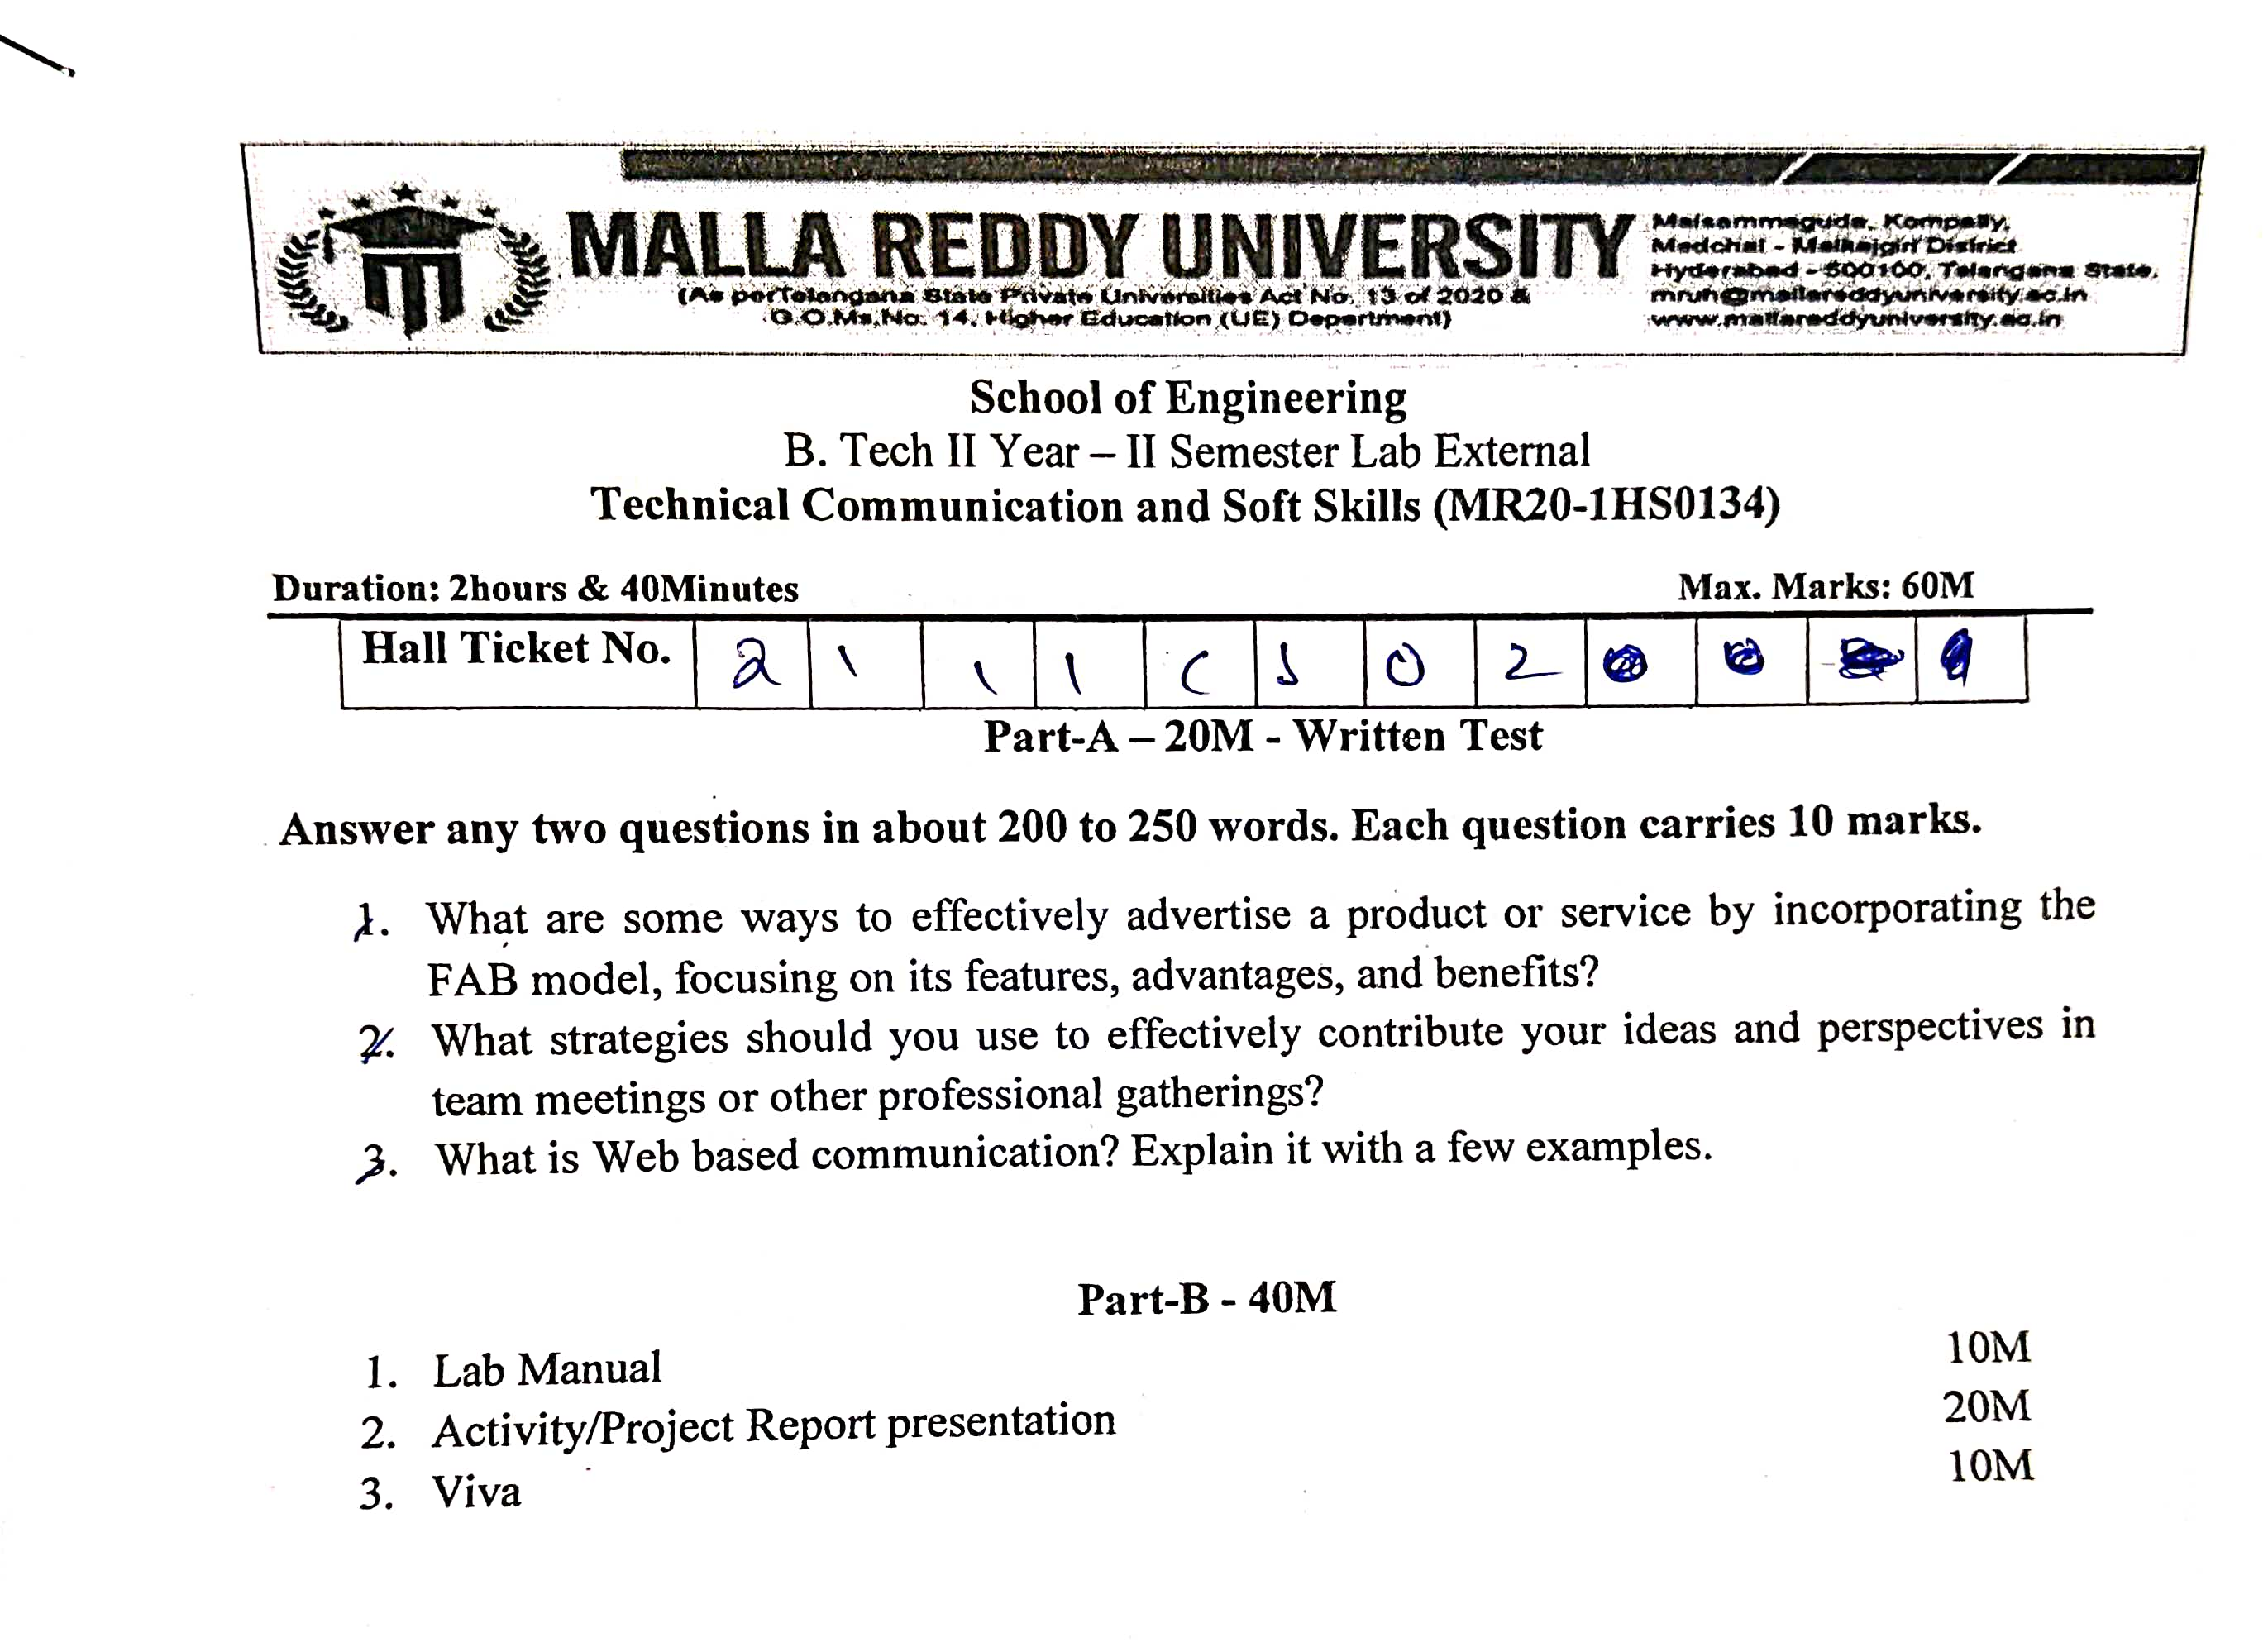 MALLA REDDY UNIVERSITY
(As per Telangana State Private Universities Act No. 13 of 2020 &
G.O.Ms.No. 14, Higher Education (UE) Department)
Maisammaguda, Kompally,
Medchal - Malkajgiri District
Hyderabad - 500100, Telangana State.
mruh@mallareddyuniversity.ac.in
www.mallareddyuniversity.ac.in
School of Engineering
B. Tech II Year – II Semester Lab External
Technical Communication and Soft Skills (MR20-1HS0134)
Duration: 2hours & 40Minutes Max. Marks: 60M
Hall Ticket No. 2 1 1 1 C S 0 2
Part-A – 20M - Written Test
Answer any two questions in about 200 to 250 words. Each question carries 10 marks.
1. What are some ways to effectively advertise a product or service by incorporating the
FAB model, focusing on its features, advantages, and benefits?
2. What strategies should you use to effectively contribute your ideas and perspectives in
team meetings or other professional gatherings?
3. What is Web based communication? Explain it with a few examples.
Part-B - 40M
1. Lab Manual 10M
2. Activity/Project Report presentation 20M
3. Viva 10M